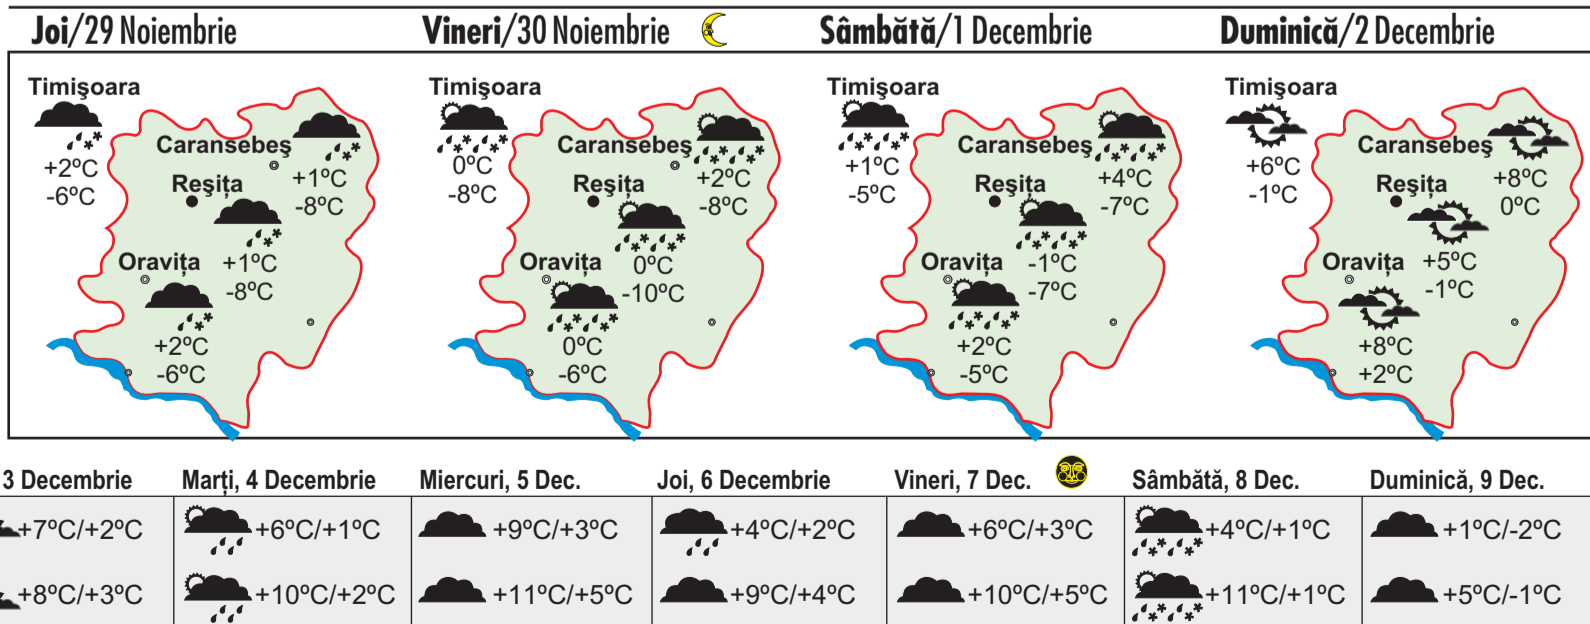 Joi/29 Noiembrie
Timişoara
+2ºC
-6ºC
Caransebeş
+1ºC
-8ºC
Reşiţa
+1ºC
-8ºC
Oraviţa
+2ºC
-6ºC
Vineri/30 Noiembrie
Timişoara
0ºC
-8ºC
Caransebeş
+2ºC
-8ºC
Reşiţa
0ºC
-10ºC
Oraviţa
0ºC
-6ºC
Sâmbătă/1 Decembrie
Timişoara
+1ºC
-5ºC
Caransebeş
+4ºC
-7ºC
Reşiţa
-1ºC
-7ºC
Oraviţa
+2ºC
-5ºC
Duminică/2 Decembrie
Timişoara
+6ºC
-1ºC
Caransebeş
+8ºC
0ºC
Reşiţa
+5ºC
-1ºC
Oraviţa
+8ºC
+2ºC
3 Decembrie
+7ºC/+2ºC
+8ºC/+3ºC
Marţi, 4 Decembrie
+6ºC/+1ºC
+10ºC/+2ºC
Miercuri, 5 Dec.
+9ºC/+3ºC
+11ºC/+5ºC
Joi, 6 Decembrie
+4ºC/+2ºC
+9ºC/+4ºC
Vineri, 7 Dec.
+6ºC/+3ºC
+10ºC/+5ºC
Sâmbătă, 8 Dec.
+4ºC/+1ºC
+11ºC/+1ºC
Duminică, 9 Dec.
+1ºC/-2ºC
+5ºC/-1ºC